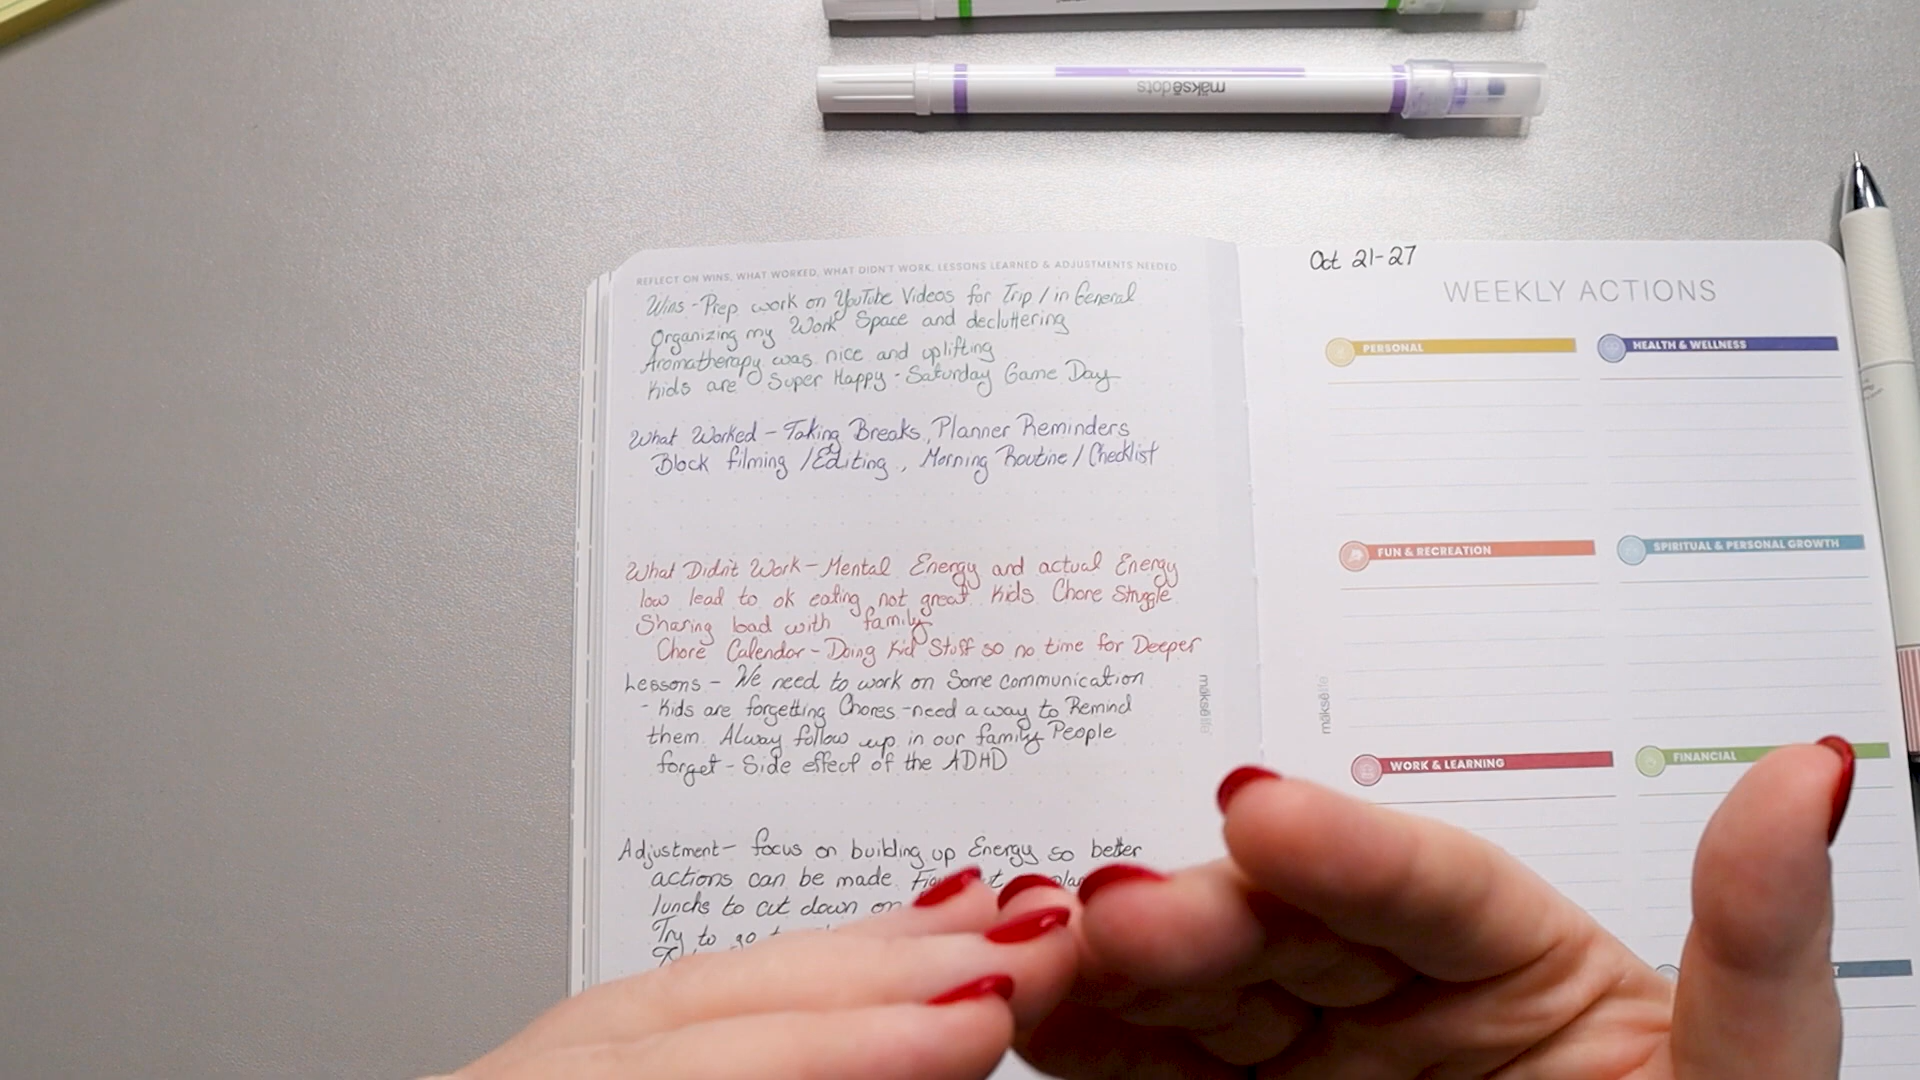 mäksēdots
REFLECT ON WINS, WHAT WORKED, WHAT DIDN'T WORK, LESSONS LEARNED & ADJUSTMENTS NEEDED.
Wins - Prep work on YouTube Videos for Trip / in General
Organizing my Work Space and decluttering
Aromatherapy was nice and uplifting
Kids are Super Happy - Saturday Game Day
What Worked - Taking Breaks, Planner Reminders
Block filming / Editing, Morning Routine / Checklist
What Didn't Work - Mental Energy and actual Energy
low lead to ok eating not great. Kids Chore Struggle
Sharing load with family
Chore Calendar - Doing Kid Stuff so no time for Deeper
Lessons - We need to work on Some communication
- Kids are forgetting Chores - need a way to Remind
them. Alway follow up in our family People
forget - Side effect of the ADHD
Adjustment - focus on building up Energy so better
actions can be made.
lunchs to cut down on
Try to go
mäksēlife
Oct 21-27
WEEKLY ACTIONS
PERSONAL
HEALTH & WELLNESS
FUN & RECREATION
SPIRITUAL & PERSONAL GROWTH
WORK & LEARNING
FINANCIAL
mäksēlife